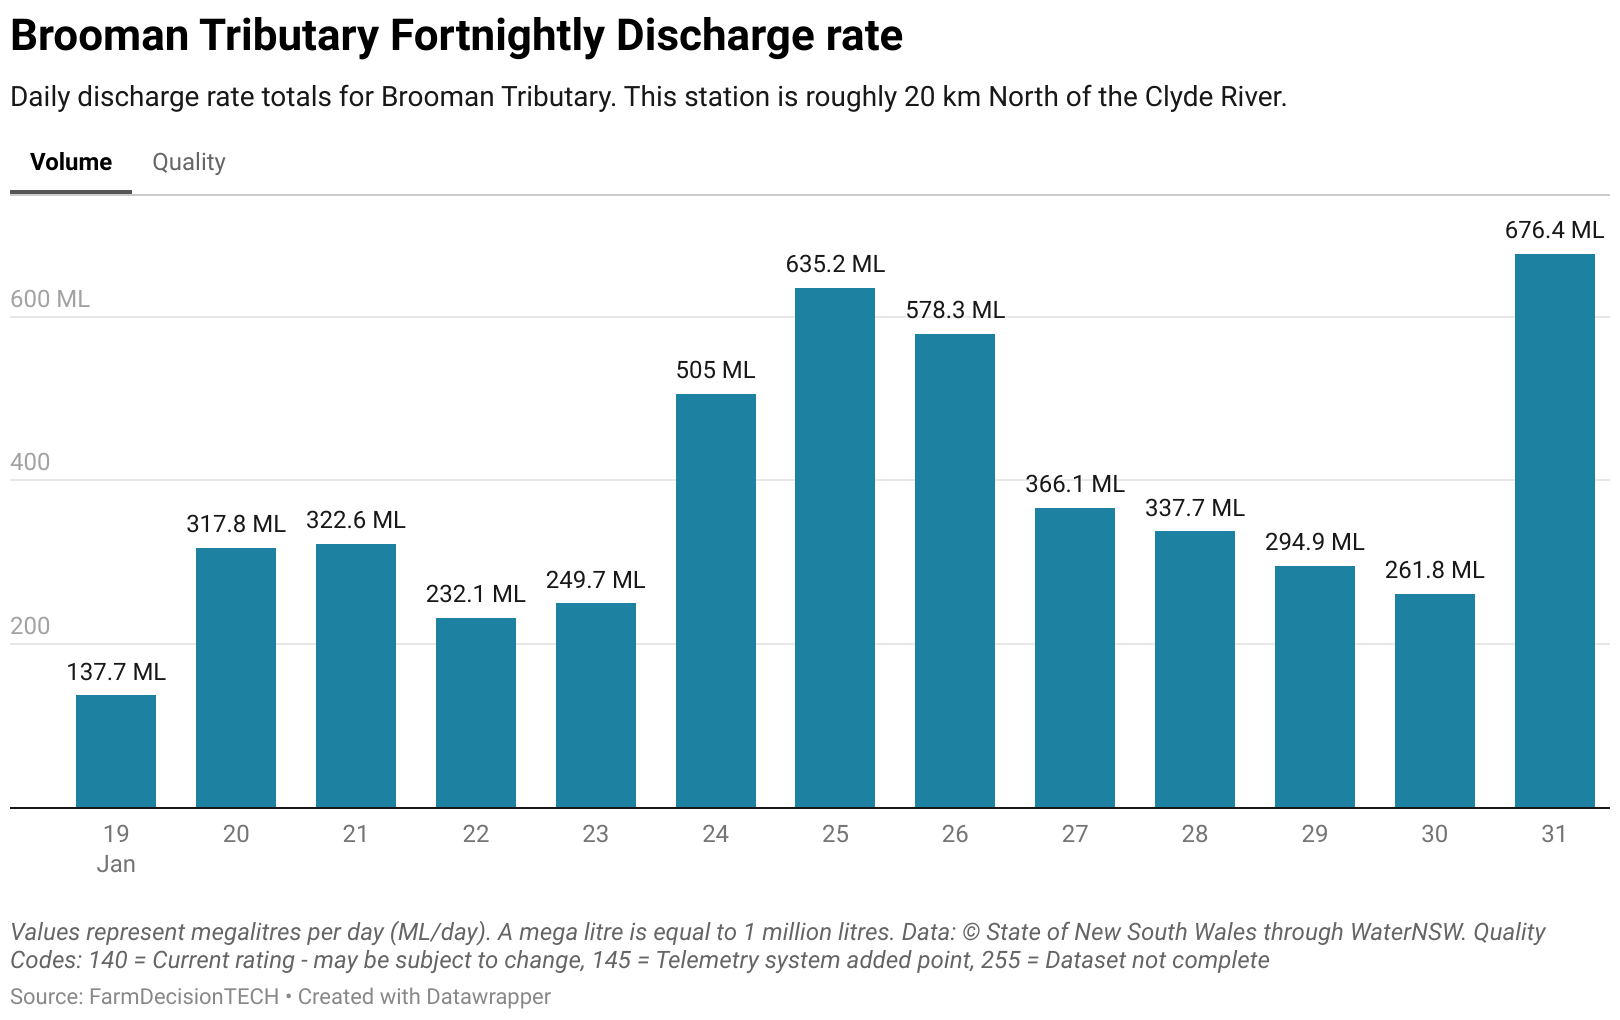 Brooman Tributary Fortnightly Discharge rate
Daily discharge rate totals for Brooman Tributary. This station is roughly 20 km North of the Clyde River.
Volume Quality
676.4 ML
635.2 ML
600 ML
578.3 ML
505 ML
400
366.1 ML
337.7 ML
317.8 ML
322.6 ML
294.9 ML
261.8 ML
249.7 ML
232.1 ML
200
137.7 ML
19 20 21 22 23 24 25 26 27 28 29 30 31
Jan
Values represent megalitres per day (ML/day). A mega litre is equal to 1 million litres. Data: © State of New South Wales through WaterNSW. Quality
Codes: 140 = Current rating - may be subject to change, 145 = Telemetry system added point, 255 = Dataset not complete
Source: FarmDecisionTECH • Created with Datawrapper